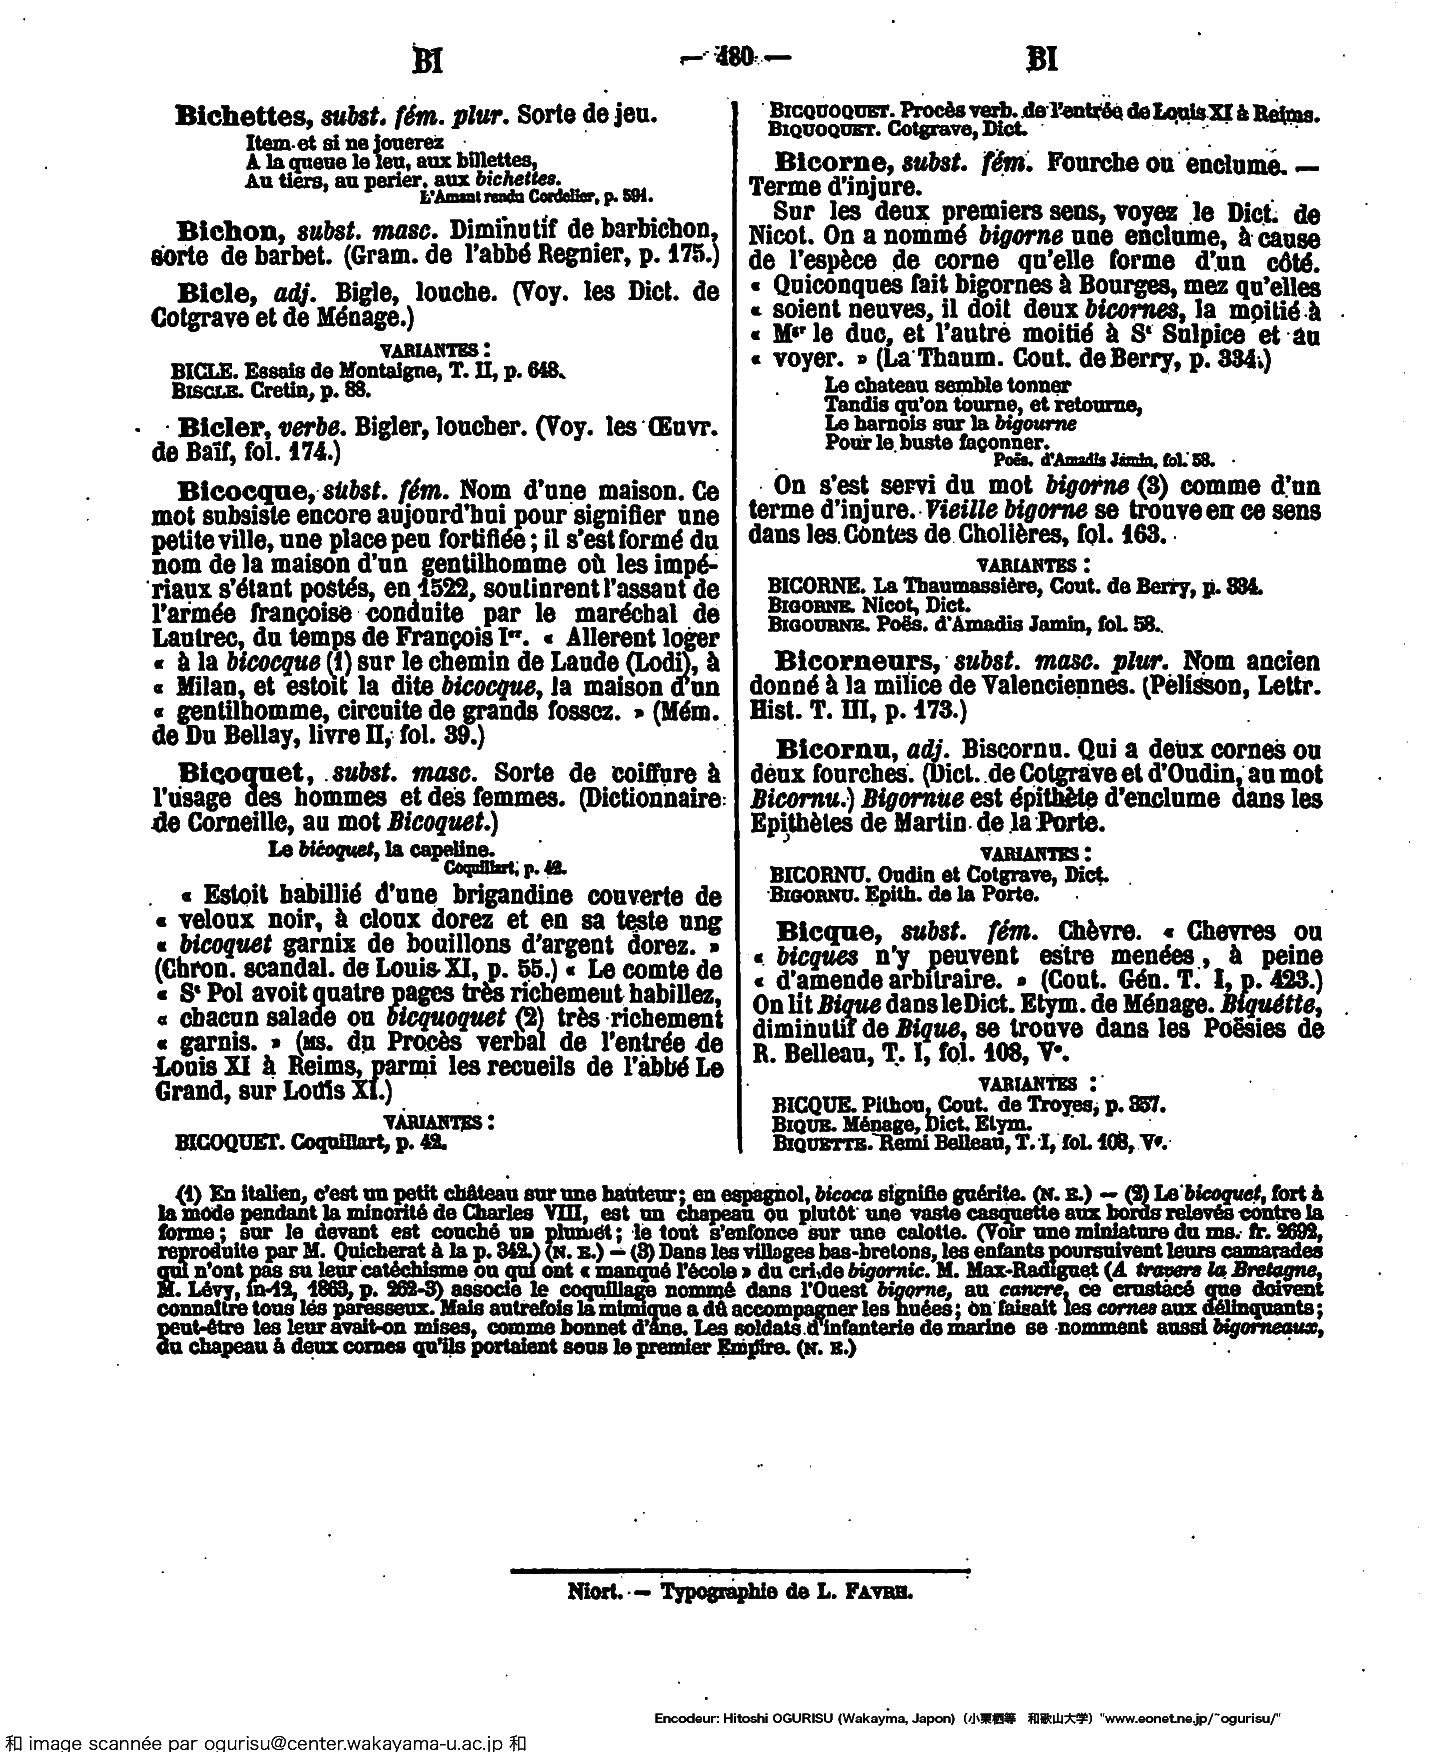 BI
— 480 —
BI
Bichettes, subst. fém. plur. Sorte de jeu.
Item et si ne jouerez
A la queue le leu, aux billettes,
Au tiers, au perier, aux bichettes.
L'Amant rendu Cordelier, p. 591.
Bichon, subst. masc. Diminutif de barbichon,
sorte de barbet. (Gram. de l'abbé Regnier, p. 175.)
Bicle, adj. Bigle, louche. (Voy. les Dict. de
Cotgrave et de Ménage.)
VARIANTES :
BICLE. Essais de Montaigne, T. II, p. 648.
BISCLE. Cretin, p. 88.
Bicler, verbe. Bigler, loucher. (Voy. les Œuvr.
de Baïf, fol. 174.)
Bicocque, subst. fém. Nom d'une maison. Ce
mot subsiste encore aujourd'hui pour signifier une
petite ville, une place peu fortifiée ; il s'est formé du
nom de la maison d'un gentilhomme où les impé-
riaux s'étant postés, en 1522, soutinrent l'assaut de
l'armée françoise conduite par le maréchal de
Lautrec, du temps de François Ier. « Allerent loger
« à la bicocque (1) sur le chemin de Laude (Lodi), à
« Milan, et estoit la dite bicocque, la maison d'un
« gentilhomme, circuite de grands fossez. » (Mém.
de Du Bellay, livre II, fol. 39.)
Bicoquet, subst. masc. Sorte de coiffure à
l'usage des hommes et des femmes. (Dictionnaire
de Corneille, au mot Bicoquet.)
Le bicoquet, la capeline.
Coquillart, p. 42.
« Estoit habillié d'une brigandine couverte de
« veloux noir, à cloux dorez et en sa teste ung
« bicoquet garnix de bouillons d'argent dorez. »
(Chron. scandal. de Louis XI, p. 55.) « Le comte de
« St Pol avoit quatre pages très richement habillez,
« chacun salade ou bicquoquet (2) très richement
« garnis. » (MS. du Procès verbal de l'entrée de
Louis XI à Reims, parmi les recueils de l'abbé Le
Grand, sur Louis XI.)
VARIANTES :
BICOQUET. Coquillart, p. 42.
BICQUOQUET. Procès verb. de l'entrée de Louis XI à Reims.
BIQUOQUET. Cotgrave, Dict.
Bicorne, subst. fém. Fourche ou enclume. —
Terme d'injure.
Sur les deux premiers sens, voyez le Dict. de
Nicot. On a nommé bigorne une enclume, à cause
de l'espèce de corne qu'elle forme d'un côté.
« Quiconques fait bigornes à Bourges, mez qu'elles
« soient neuves, il doit deux bicornes, la moitié à
« Mgr le duc, et l'autre moitié à St Sulpice et au
« voyer. » (La Thaum. Cout. de Berry, p. 334.)
Le chateau semble tonner
Tandis qu'on tourne, et retourne,
Le harnois sur la bigourne
Pour le buste façonner.
Poës. d'Amadis Jamin, fol. 58.
On s'est servi du mot bigorne (3) comme d'un
terme d'injure. Vieille bigorne se trouve en ce sens
dans les Contes de Cholières, fol. 163.
VARIANTES :
BICORNE. La Thaumassière, Cout. de Berry, p. 334.
BIGORNE. Nicot, Dict.
BIGOURNE. Poës. d'Amadis Jamin, fol. 58.
Bicorneurs, subst. masc. plur. Nom ancien
donné à la milice de Valenciennes. (Pelisson, Lettr.
Hist. T. III, p. 173.)
Bicornu, adj. Biscornu. Qui a deux cornes ou
deux fourches. (Dict. de Cotgrave et d'Oudin, au mot
Bicornu.) Bigornue est épithète d'enclume dans les
Epithètes de Martin de la Porte.
VARIANTES :
BICORNU. Oudin et Cotgrave, Dict.
BIGORNU. Epith. de la Porte.
Bicque, subst. fém. Chèvre. « Chevres ou
« bicques n'y peuvent estre menées, à peine
« d'amende arbitraire. » (Cout. Gén. T. I, p. 423.)
On lit Bique dans le Dict. Etym. de Ménage. Biquétte,
diminutif de Bique, se trouve dans les Poësies de
R. Belleau, T. I, fol. 108, Vo.
VARIANTES :
BICQUE. Pithou, Cout. de Troyes, p. 357.
BIQUE. Ménage, Dict. Etym.
BIQUETTE. Remi Belleau, T. I, fol. 108, Vo.
(1) En italien, c'est un petit château sur une hauteur ; en espagnol, bicoca signifie guérite. (N. E.) — (2) Le bicoquet, fort à
la mode pendant la minorité de Charles VIII, est un chapeau ou plutôt une vaste casquette aux bords relevés contre la
forme ; sur le devant est couché un plumet ; le tout s'enfonce sur une calotte. (Voir une miniature du ms. fr. 2692,
reproduite par M. Quicherat à la p. 342.) (N. E.) — (3) Dans les villages bas-bretons, les enfants poursuivent leurs camarades
qui n'ont pas su leur catéchisme ou qui ont « manqué l'école » du cri de bigornic. M. Max-Radiguet (A travers la Bretagne,
M. Lévy, in-12, 1863, p. 262-3) associe le coquillage nommé dans l'Ouest bigorne, au cancre, ce crustacé que doivent
connaître tous les paresseux. Mais autrefois la mimique a dû accompagner les huées ; on faisait les cornes aux délinquants ;
peut-être les leur avait-on mises, comme bonnet d'âne. Les soldats d'infanterie de marine se nomment aussi bigorneaux,
du chapeau à deux cornes qu'ils portaient sous le premier Empire. (N. E.)
Niort. — Typographie de L. FAVRE.
Encodeur: Hitoshi OGURISU (Wakayma, Japon) (小栗栖等 和歌山大学) "www.eonet.ne.jp/~ogurisu/"
和 image scannée par ogurisu@center.wakayama-u.ac.jp 和